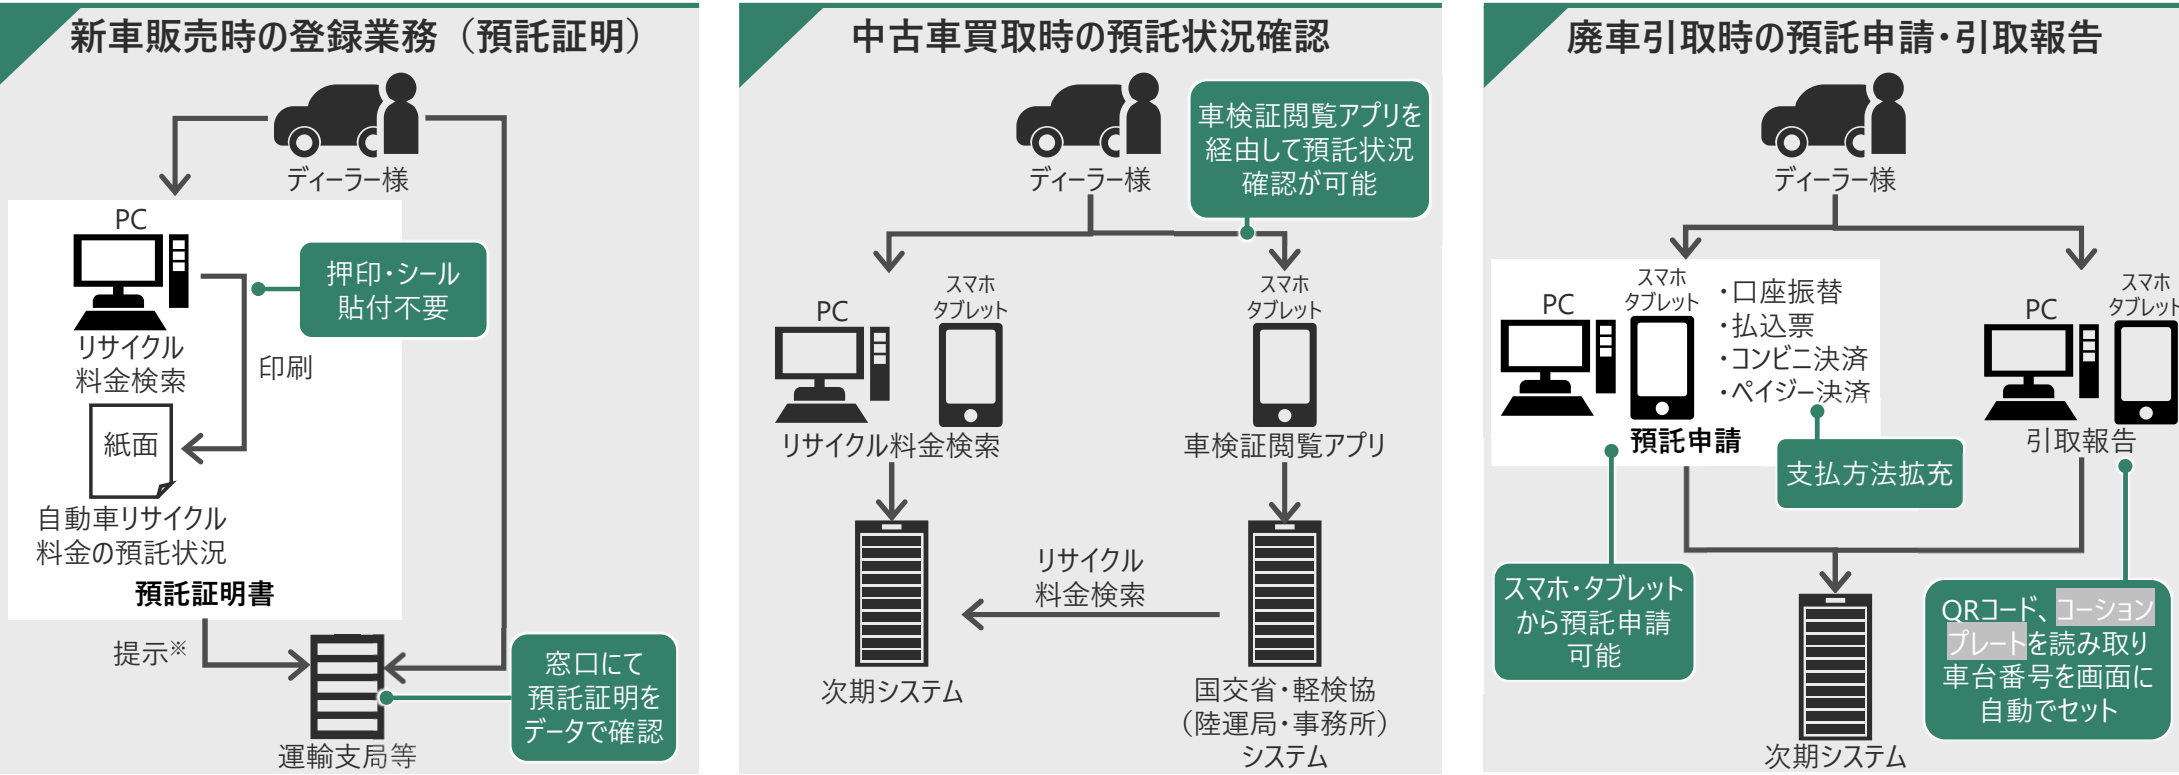 新車販売時の登録業務（預託証明）
ディーラー様
PC
押印・シール
貼付不要
リサイクル
料金検索
印刷
紙面
自動車リサイクル
料金の預託状況
預託証明書
提示※
窓口にて
預託証明を
データで確認
運輸支局等
中古車買取時の預託状況確認
車検証閲覧アプリを
経由して預託状況
確認が可能
ディーラー様
PC
スマホ
タブレット
スマホ
タブレット
リサイクル料金検索
車検証閲覧アプリ
リサイクル
料金検索
次期システム
国交省・軽検協
（陸運局・事務所）
システム
廃車引取時の預託申請・引取報告
ディーラー様
PC
スマホ
タブレット
・口座振替
・払込票
・コンビニ決済
・ペイジー決済
PC
スマホ
タブレット
預託申請
引取報告
支払方法拡充
スマホ・タブレット
から預託申請
可能
QRコード、コーション
プレートを読み取り
車台番号を画面に
自動でセット
次期システム